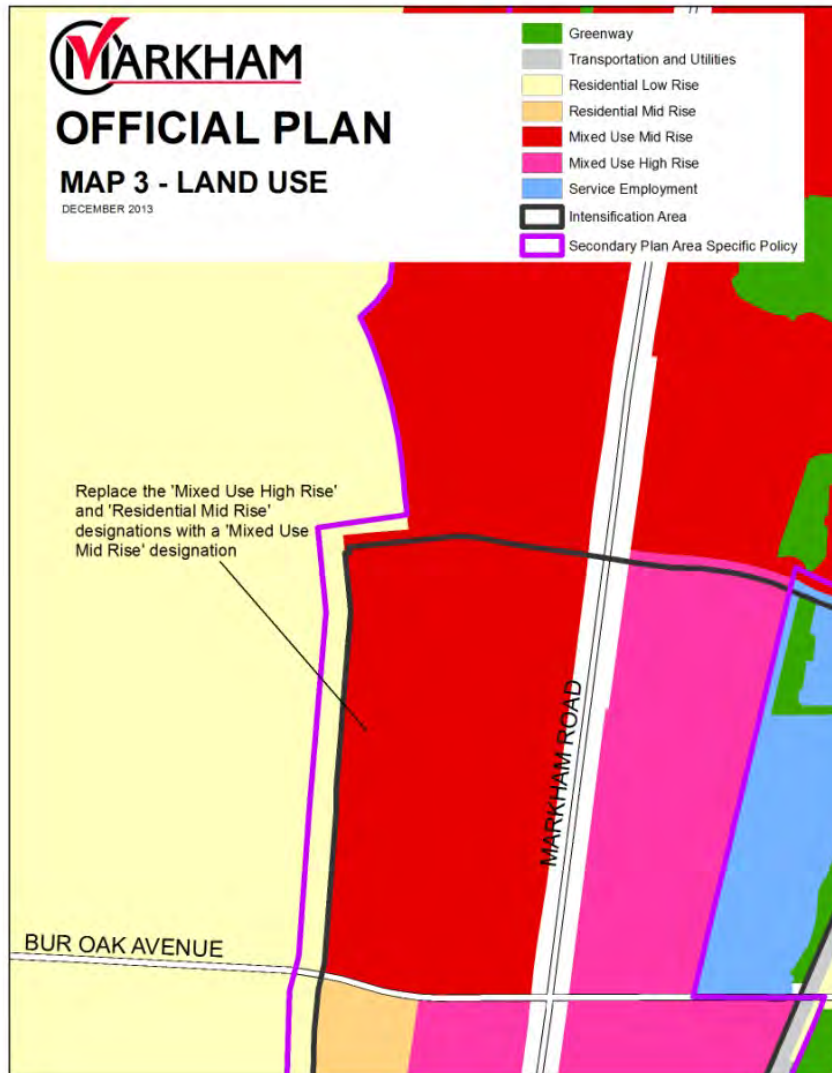 MARKHAM
OFFICIAL PLAN
MAP 3 - LAND USE
DECEMBER 2013
Greenway
Transportation and Utilities
Residential Low Rise
Residential Mid Rise
Mixed Use Mid Rise
Mixed Use High Rise
Service Employment
Intensification Area
Secondary Plan Area Specific Policy
Replace the 'Mixed Use High Rise'
and 'Residential Mid Rise'
designations with a 'Mixed Use
Mid Rise' designation
MARKHAM ROAD
BUR OAK AVENUE